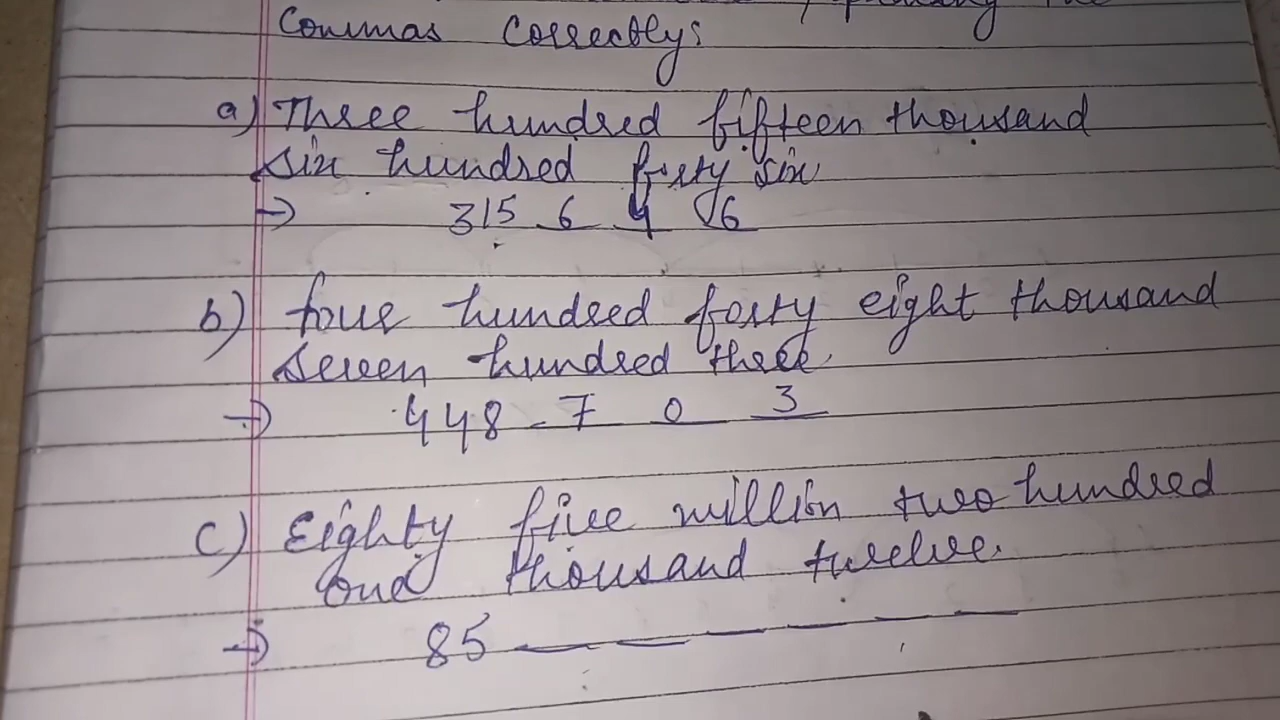 Commas correctly:
a) Three hundred fifteen thousand
six hundred forty six
→ 315 6 4 6
b) four hundred forty eight thousand
seven hundred three.
→ 448 - 7 0 3
c) Eighty five million two hundred
one thousand twelve.
→ 85 _ _ _ _ _ _